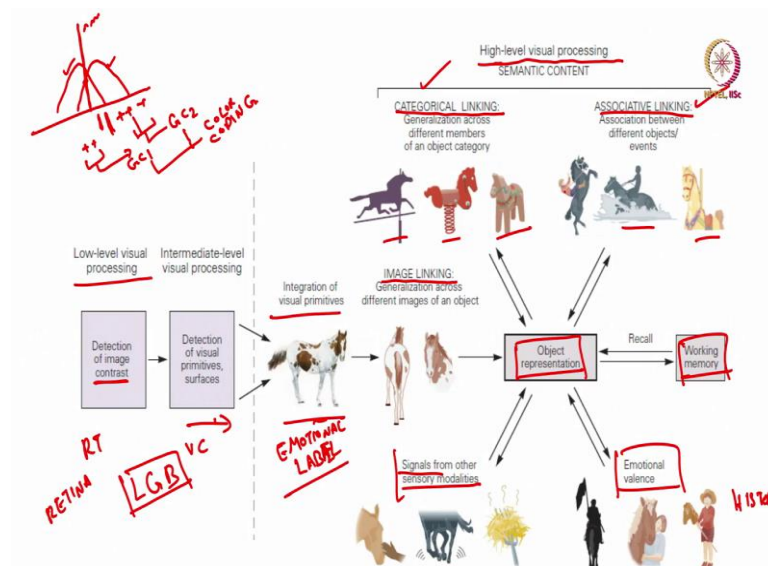 High-level visual processing
SEMANTIC CONTENT
NPTEL, IISc
CATEGORICAL LINKING:
Generalization across
different members
of an object category
ASSOCIATIVE LINKING:
Association between
different objects/
events
GC2
GC1
COLOR
CODING
Low-level visual
processing
Intermediate-level
visual processing
Integration of
visual primitives
IMAGE LINKING:
Generalization across
different images of an object
Detection
of image
contrast
Detection
of visual
primitives,
surfaces
Object
representation
Recall
Working
memory
RT
RETINA
LGB
VC
EMOTIONAL
LABEL
Signals from other
sensory modalities
Emotional
valence